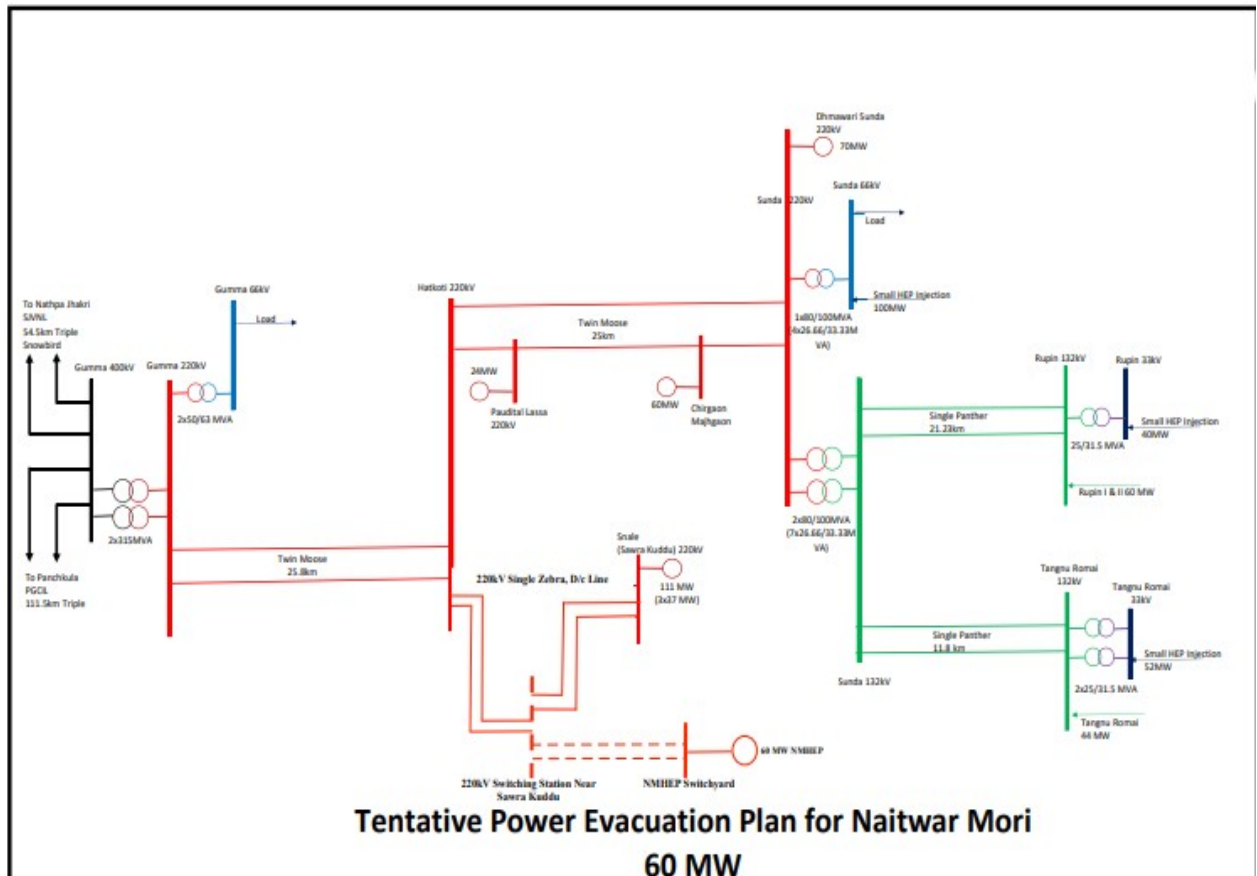 Dhmawari Sunda
220kV
70MW
Sunda 66kV
Sunda 220kV
Load
Small HEP Injection
100MW
1x80/100MVA
(4x26.66/33.33M
VA)
Hatkoti 220kV
Twin Moose
25km
24MW
Paudital Lassa
220kV
60MW
Chirgaon
Majhgaon
Gumma 66kV
Load
To Nathpa Jhakri
SJVNL
54.5km Triple
Snowbird
Gumma 400kV
Gumma 220kV
2x50/63 MVA
2x315MVA
To Panchkula
PGCIL
111.5km Triple
Twin Moose
25.8km
Rupin 132kV
Rupin 33kV
Single Panther
21.23km
Small HEP Injection
40MW
25/31.5 MVA
Rupin I & II 60 MW
2x80/100MVA
(7x26.66/33.33M
VA)
Snale
(Sawra Kuddu) 220kV
220kV Single Zebra, D/c Line
111 MW
(3x37 MW)
Tangnu Romai
132kV
Tangnu Romai
33kV
Single Panther
11.8 km
Small HEP Injection
52MW
Sunda 132kV
2x25/31.5 MVA
Tangnu Romai
44 MW
60 MW NMHEP
220kV Switching Station Near
Sawra Kuddu
NMHEP Switchyard
Tentative Power Evacuation Plan for Naitwar Mori
60 MW